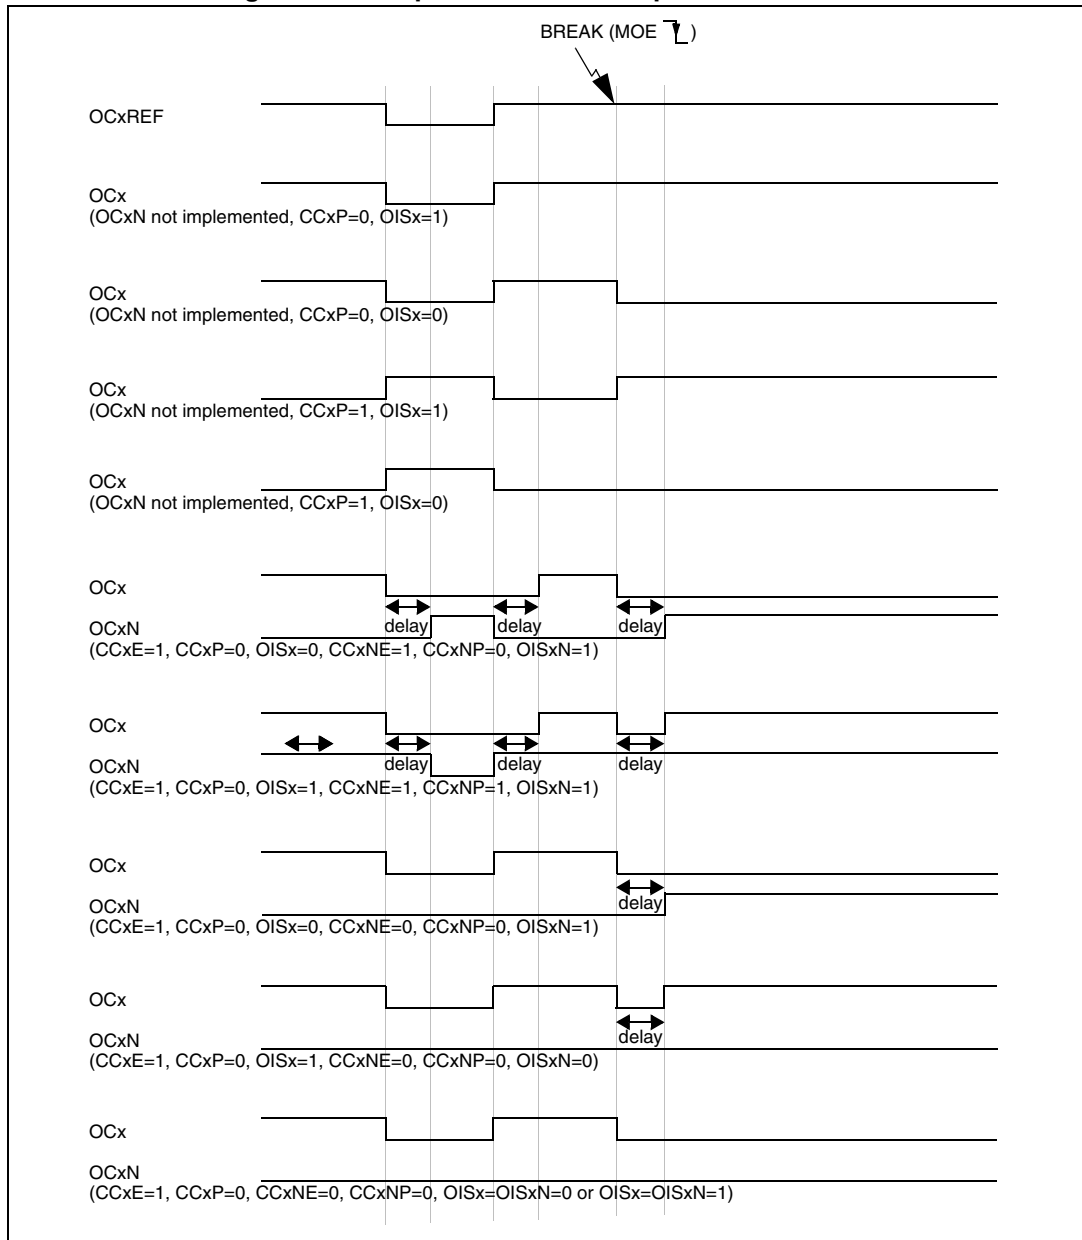 BREAK (MOE )
OCxREF
OCx
(OCxN not implemented, CCxP=0, OISx=1)
OCx
(OCxN not implemented, CCxP=0, OISx=0)
OCx
(OCxN not implemented, CCxP=1, OISx=1)
OCx
(OCxN not implemented, CCxP=1, OISx=0)
OCx
delay delay delay
OCxN
(CCxE=1, CCxP=0, OISx=0, CCxNE=1, CCxNP=0, OISxN=1)
OCx
delay delay delay
OCxN
(CCxE=1, CCxP=0, OISx=1, CCxNE=1, CCxNP=1, OISxN=1)
OCx
delay
OCxN
(CCxE=1, CCxP=0, OISx=0, CCxNE=0, CCxNP=0, OISxN=1)
OCx
delay
OCxN
(CCxE=1, CCxP=0, OISx=1, CCxNE=0, CCxNP=0, OISxN=0)
OCx
OCxN
(CCxE=1, CCxP=0, CCxNE=0, CCxNP=0, OISx=OISxN=0 or OISx=OISxN=1)